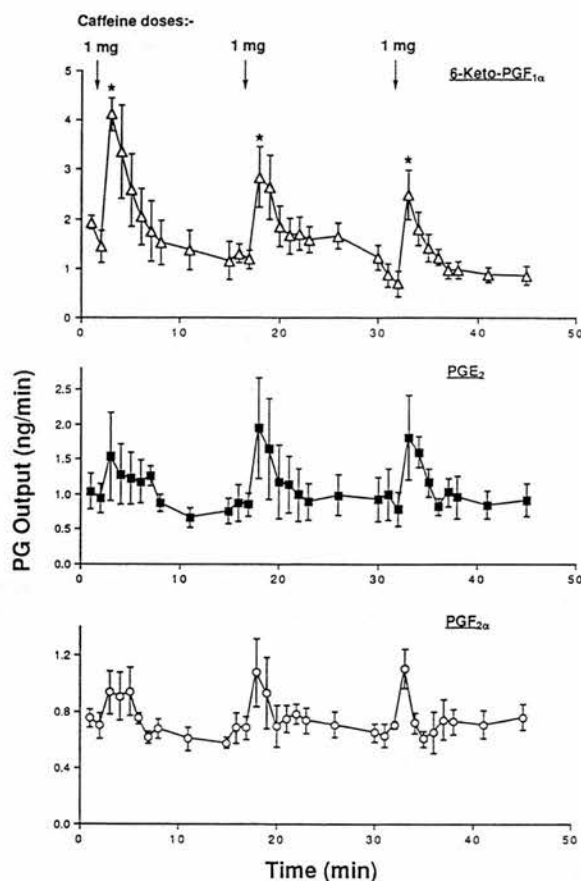 Caffeine doses:-
1 mg 1 mg 1 mg
6-Keto-PGF1α
5
4
3
2
1
0
0 10 20 30 40 50
* * *
PGE2
2.5
2.0
1.5
1.0
0.5
0.0
0 10 20 30 40 50
PGF2α
1.2
0.8
0.4
0.0
0 10 20 30 40 50
PG Output (ng/min)
Time (min)